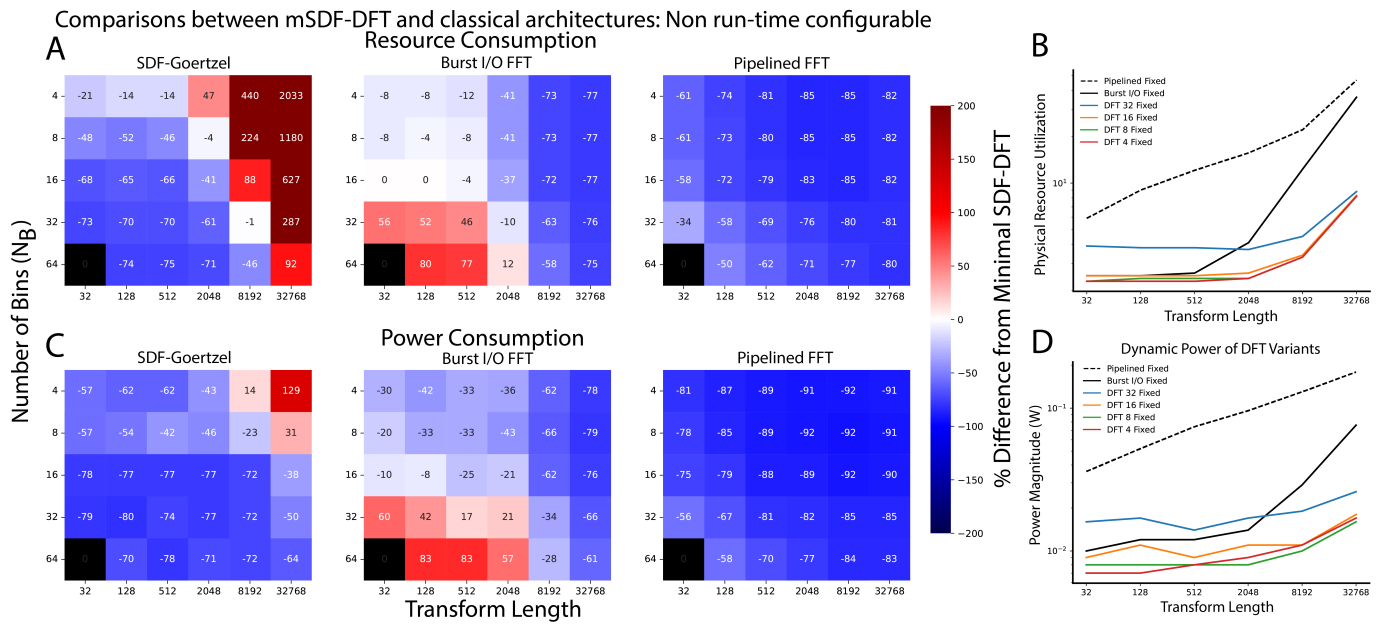 Comparisons between mSDF-DFT and classical architectures: Non run-time configurable
A
Resource Consumption
SDF-Goertzel
Burst I/O FFT
Pipelined FFT
4
-21 -14 -14 47 440 2033
-8 -8 -12 -41 -73 -77
-61 -74 -81 -85 -85 -82
8
-48 -52 -46 -4 224 1180
-8 -4 -8 -41 -73 -77
-61 -73 -80 -85 -85 -82
16
-68 -65 -66 -41 88 627
0 0 -4 -37 -72 -77
-58 -72 -79 -83 -85 -82
32
-73 -70 -70 -61 -1 287
56 52 46 -10 -63 -76
-34 -58 -69 -76 -80 -81
64
0 -74 -75 -71 -46 92
0 80 77 12 -58 -75
0 -50 -62 -71 -77 -80
32 128 512 2048 8192 32768
32 128 512 2048 8192 32768
32 128 512 2048 8192 32768
Number of Bins (NB)
C
Power Consumption
SDF-Goertzel
Burst I/O FFT
Pipelined FFT
4
-57 -62 -62 -43 14 129
-30 -42 -33 -36 -62 -78
-81 -87 -89 -91 -91 -91
8
-57 -54 -42 -46 -23 31
-20 -33 -33 -43 -66 -79
-78 -85 -89 -92 -92 -91
16
-78 -77 -77 -77 -72 -38
-10 -8 -25 -21 -62 -76
-75 -88 -89 -92 -90
32
-79 -80 -74 -77 -72 -50
60 42 17 21 -34 -66
-56 -67 -81 -82 -85 -85
64
0 -70 -78 -71 -72 -64
0 83 83 57 -28 -61
0 -58 -70 -77 -84 -84
32 128 512 2048 8192 32768
32 128 512 2048 8192 32768
32 128 512 2048 8192 32768
Transform Length
200
150
100
50
0
−50
−100
−150
−200
% Difference from Minimal SDF-DFT
B
Pipelined Fixed
Burst I/O Fixed
DFT 32 Fixed
DFT 16 Fixed
DFT 8 Fixed
DFT 4 Fixed
10¹
Physical Resource Utilization
32 128 512 2048 8192 32768
Transform Length
D
Dynamic Power of DFT Variants
Pipelined Fixed
Burst I/O Fixed
DFT 32 Fixed
DFT 16 Fixed
DFT 8 Fixed
DFT 4 Fixed
10⁻¹
10⁻²
Power Magnitude (W)
32 128 512 2048 8192 32768
Transform Length